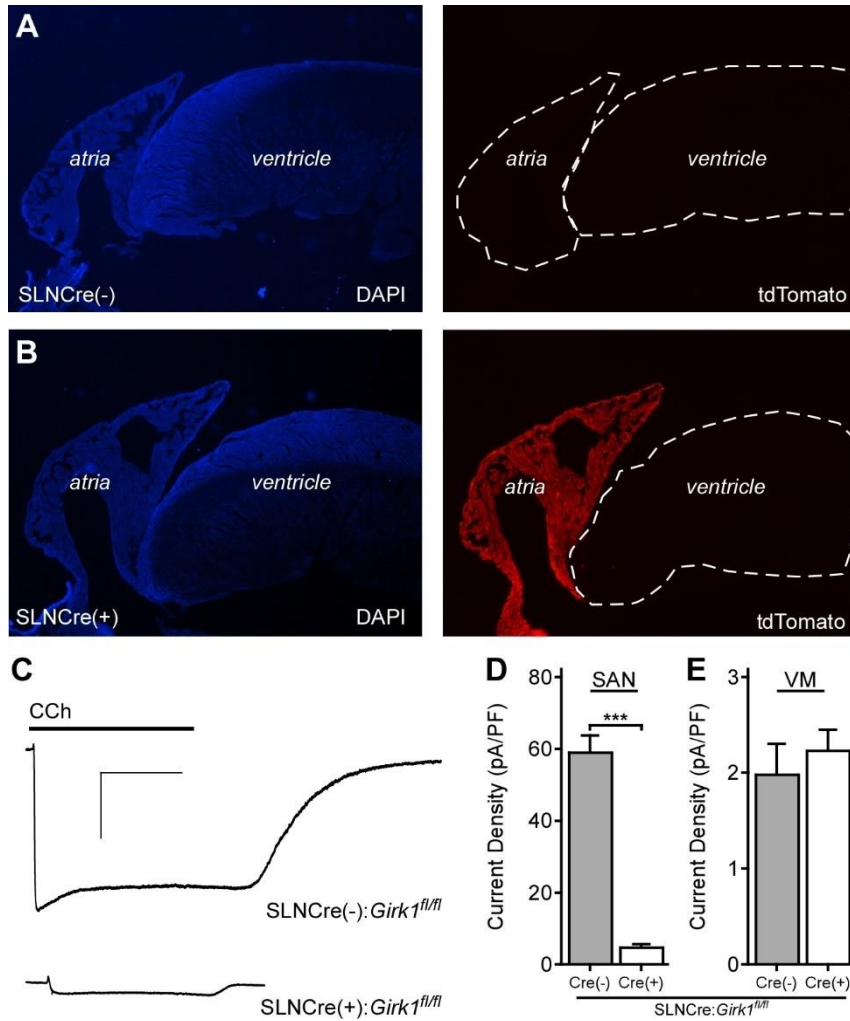 A
atria
ventricle
SLNCre(-)
DAPI
atria
ventricle
tdTomato
B
atria
ventricle
SLNCre(+)
DAPI
atria
ventricle
tdTomato
C
CCh
SLNCre(-):Girk1fl/fl
SLNCre(+):Girk1fl/fl
D
SAN
***
Current Density (pA/PF)
80
60
40
20
0
Cre(-) Cre(+)
E
VM
Current Density (pA/PF)
3
2
1
0
Cre(-) Cre(+)
SLNCre:Girk1fl/fl